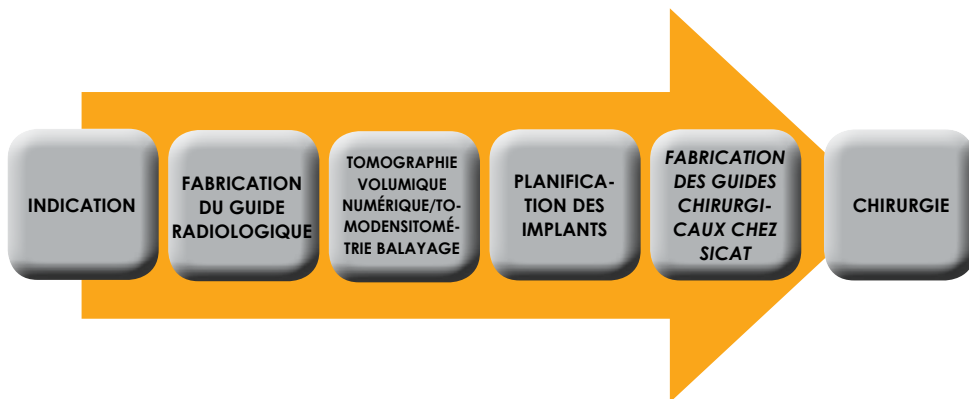 INDICATION
FABRICATION
DU GUIDE
RADIOLOGIQUE
TOMOGRAPHIE
VOLUMIQUE
NUMÉRIQUE/TO-
MODENSITOMÉ-
TRIE BALAYAGE
PLANIFICA-
TION DES
IMPLANTS
FABRICATION
DES GUIDES
CHIRURGI-
CAUX CHEZ
SICAT
CHIRURGIE